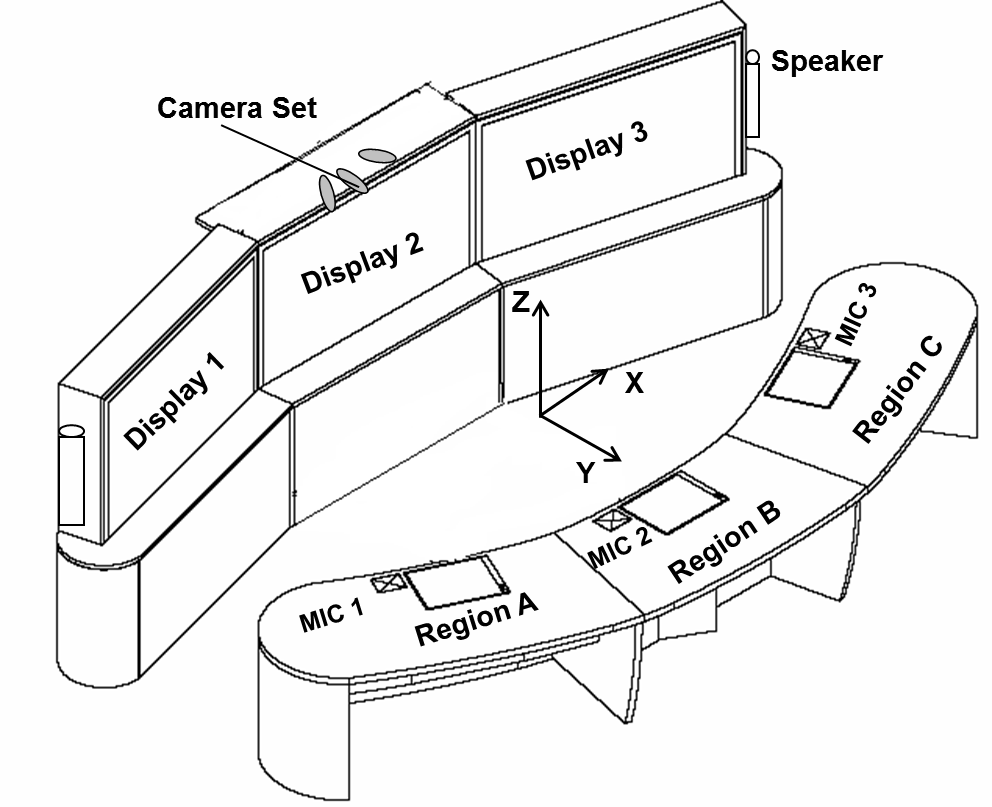 Speaker
Camera Set
Display 3
Display 2
Display 1
Z
X
Y
MIC 3
Region C
MIC 2
Region B
MIC 1
Region A